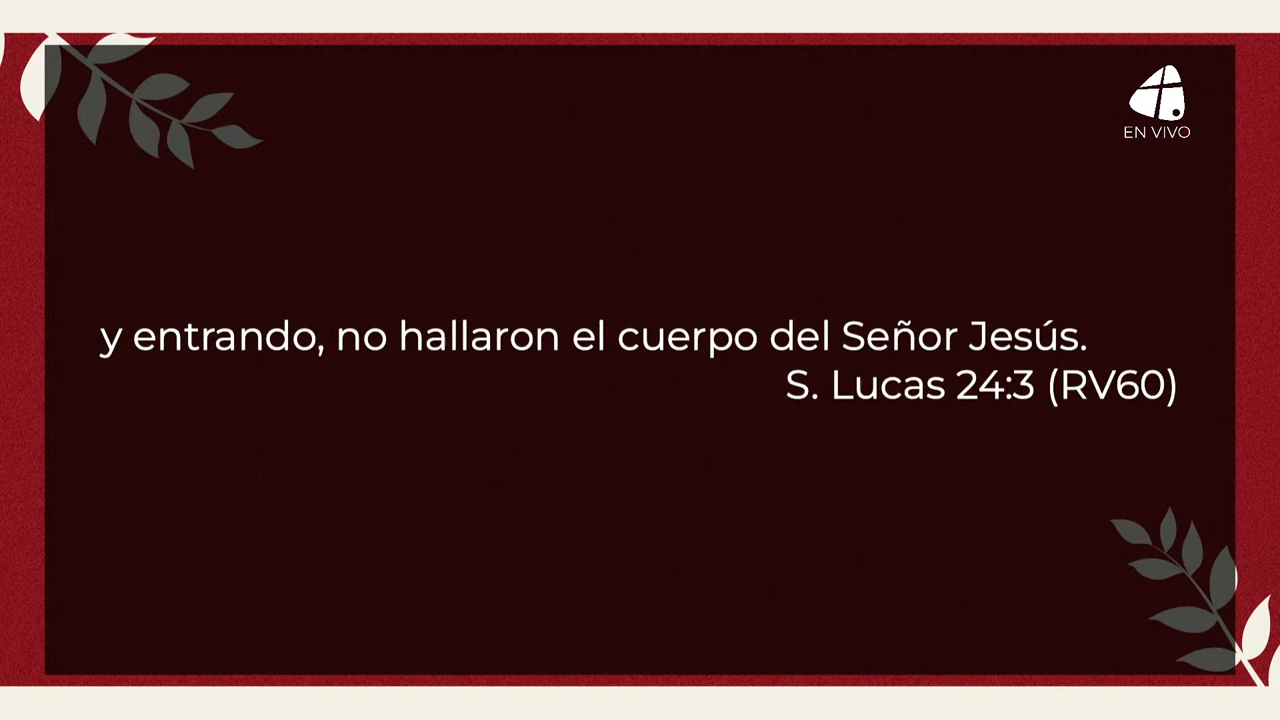 EN VIVO
y entrando, no hallaron el cuerpo del Señor Jesús.
S. Lucas 24:3 (RV60)